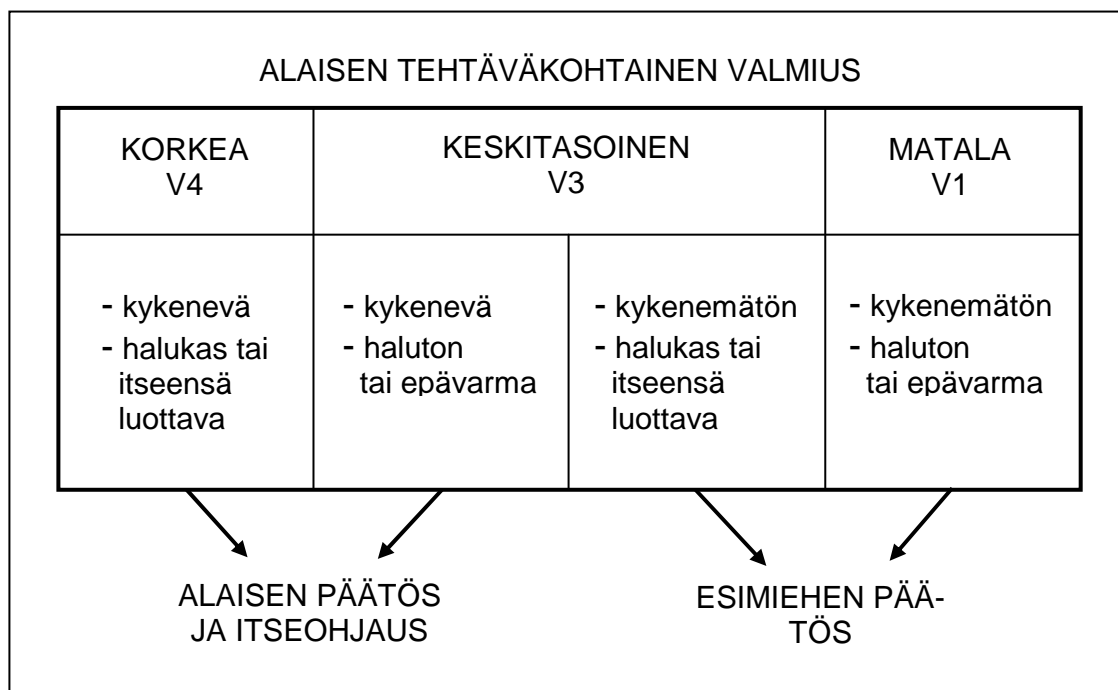 ALAISEN TEHTÄVÄKOHTAINEN VALMIUS
KORKEA
V4
KESKITASOINEN
V3
MATALA
V1
- kykenevä
- halukas tai
itseensä
luottava
- kykenevä
- haluton
tai epävarma
- kykenemätön
- halukas tai
itseensä
luottava
- kykenemätön
- haluton
tai epävarma
ALAISEN PÄÄTÖS
JA ITSEOHJAUS
ESIMIEHEN PÄÄ-
TÖS